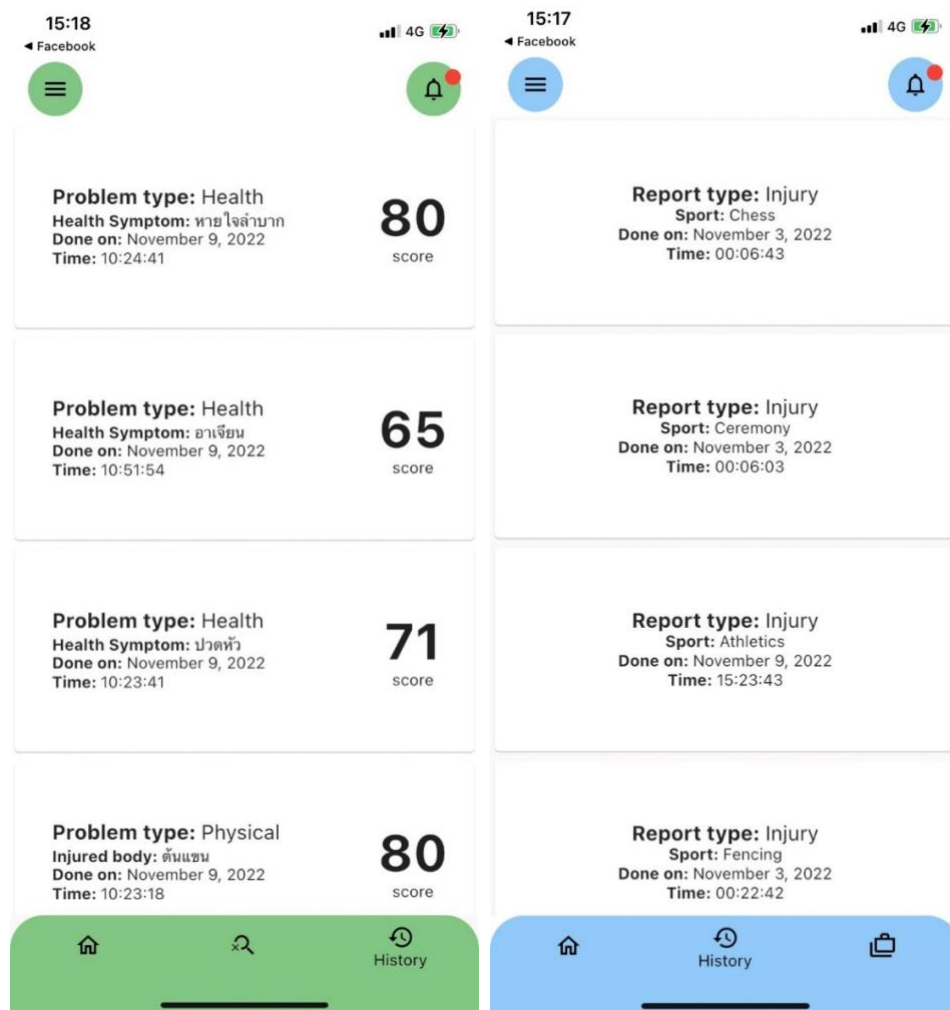 15:18
◀ Facebook
4G
Problem type: Health
Health Symptom: หายใจลำบาก
Done on: November 9, 2022
Time: 10:24:41
80
score
Problem type: Health
Health Symptom: อาเจียน
Done on: November 9, 2022
Time: 10:51:54
65
score
Problem type: Health
Health Symptom: ปวดหัว
Done on: November 9, 2022
Time: 10:23:41
71
score
Problem type: Physical
Injured body: ต้นแขน
Done on: November 9, 2022
Time: 10:23:18
80
score
History
15:17
◀ Facebook
4G
Report type: Injury
Sport: Chess
Done on: November 3, 2022
Time: 00:06:43
Report type: Injury
Sport: Ceremony
Done on: November 3, 2022
Time: 00:06:03
Report type: Injury
Sport: Athletics
Done on: November 9, 2022
Time: 15:23:43
Report type: Injury
Sport: Fencing
Done on: November 3, 2022
Time: 00:22:42
History